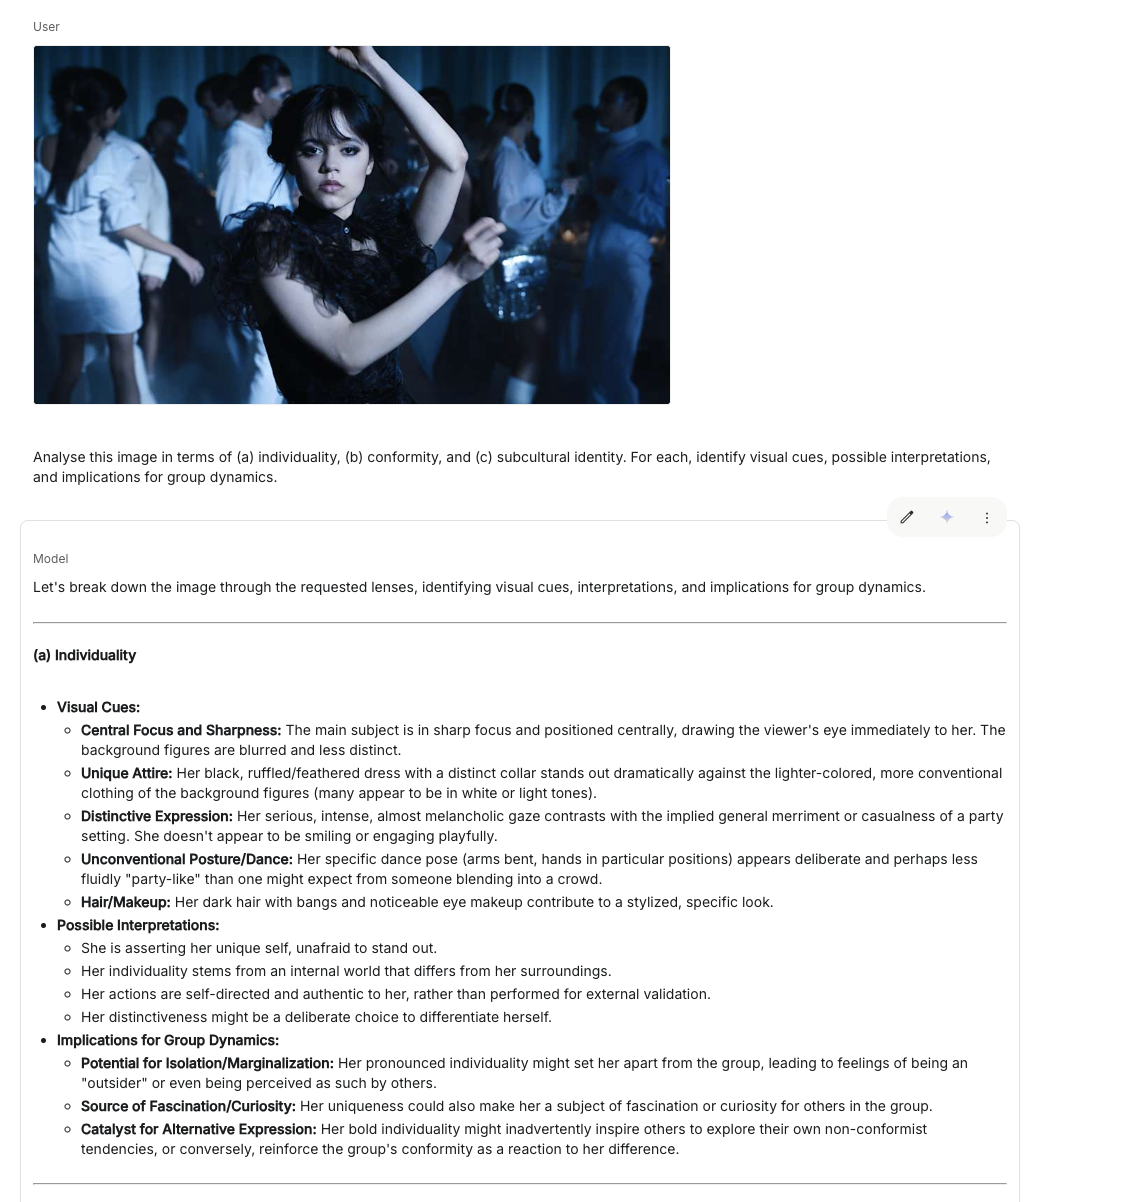 User
Analyse this image in terms of (a) individuality, (b) conformity, and (c) subcultural identity. For each, identify visual cues, possible interpretations,
and implications for group dynamics.
Model
Let's break down the image through the requested lenses, identifying visual cues, interpretations, and implications for group dynamics.
(a) Individuality
• Visual Cues:
◦ Central Focus and Sharpness: The main subject is in sharp focus and positioned centrally, drawing the viewer's eye immediately to her. The
background figures are blurred and less distinct.
◦ Unique Attire: Her black, ruffled/feathered dress with a distinct collar stands out dramatically against the lighter-colored, more conventional
clothing of the background figures (many appear to be in white or light tones).
◦ Distinctive Expression: Her serious, intense, almost melancholic gaze contrasts with the implied general merriment or casualness of a party
setting. She doesn't appear to be smiling or engaging playfully.
◦ Unconventional Posture/Dance: Her specific dance pose (arms bent, hands in particular positions) appears deliberate and perhaps less
fluidly "party-like" than one might expect from someone blending into a crowd.
◦ Hair/Makeup: Her dark hair with bangs and noticeable eye makeup contribute to a stylized, specific look.
• Possible Interpretations:
◦ She is asserting her unique self, unafraid to stand out.
◦ Her individuality stems from an internal world that differs from her surroundings.
◦ Her actions are self-directed and authentic to her, rather than performed for external validation.
◦ Her distinctiveness might be a deliberate choice to differentiate herself.
• Implications for Group Dynamics:
◦ Potential for Isolation/Marginalization: Her pronounced individuality might set her apart from the group, leading to feelings of being an
"outsider" or even being perceived as such by others.
◦ Source of Fascination/Curiosity: Her uniqueness could also make her a subject of fascination or curiosity for others in the group.
◦ Catalyst for Alternative Expression: Her bold individuality might inadvertently inspire others to explore their own non-conformist
tendencies, or conversely, reinforce the group's conformity as a reaction to her difference.